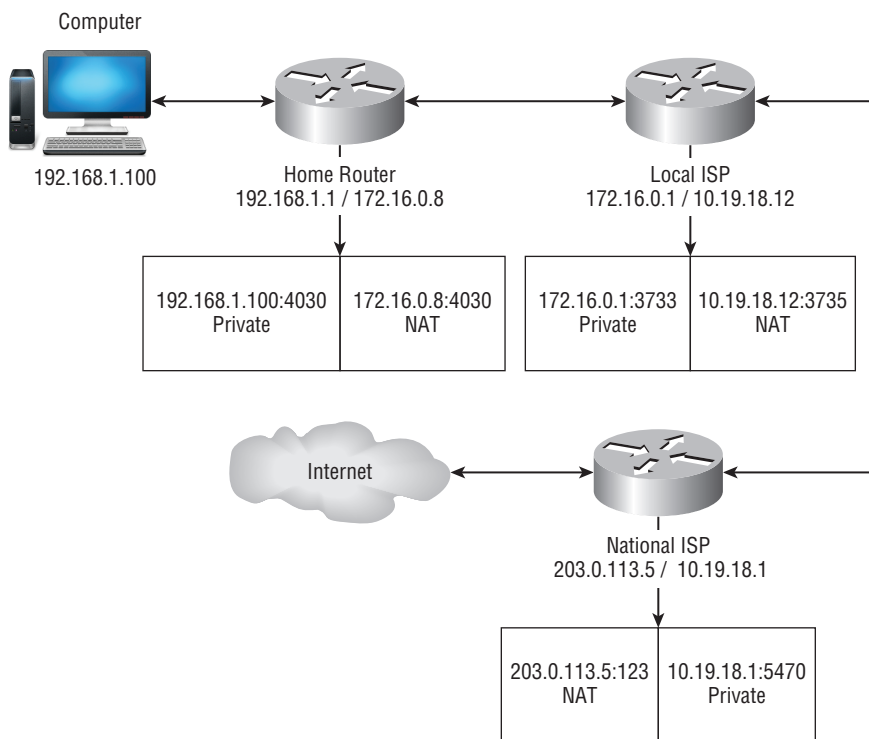 Computer
192.168.1.100
Home Router
192.168.1.1 / 172.16.0.8
Local ISP
172.16.0.1 / 10.19.18.12
192.168.1.100:4030
Private
172.16.0.8:4030
NAT
172.16.0.1:3733
Private
10.19.18.12:3735
NAT
Internet
National ISP
203.0.113.5 / 10.19.18.1
203.0.113.5:123
NAT
10.19.18.1:5470
Private